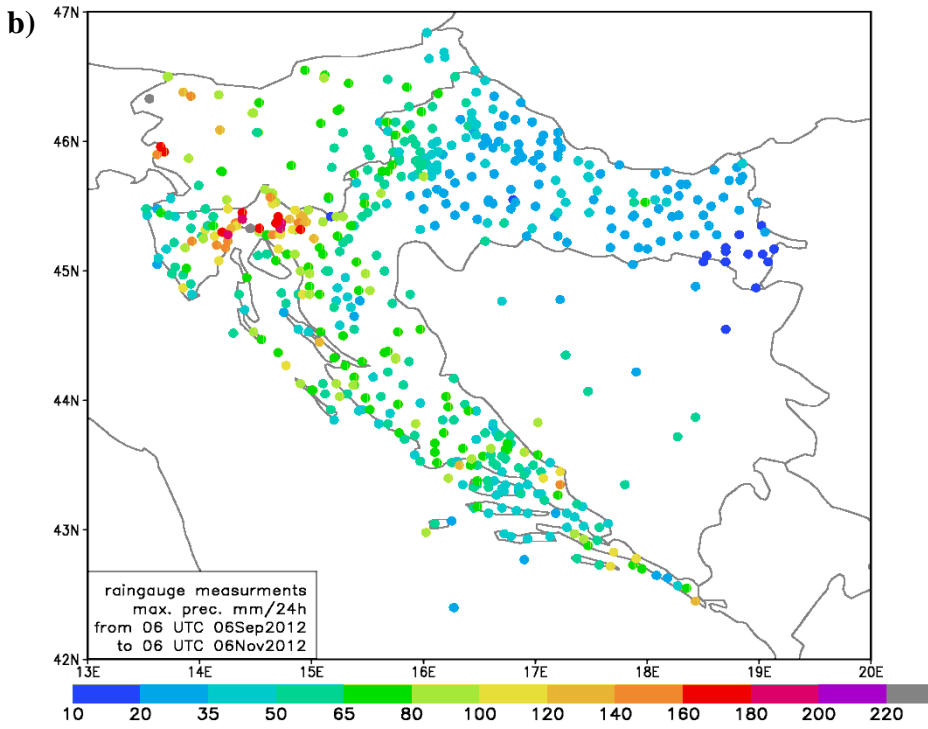 b)
47N
46N
45N
44N
43N
42N
raingauge measurments
max. prec. mm/24h
from 06 UTC 06Sep2012
to 06 UTC 06Nov2012
13E 14E 15E 16E 17E 18E 19E 20E
10 20 35 50 65 80 100 120 140 160 180 200 220